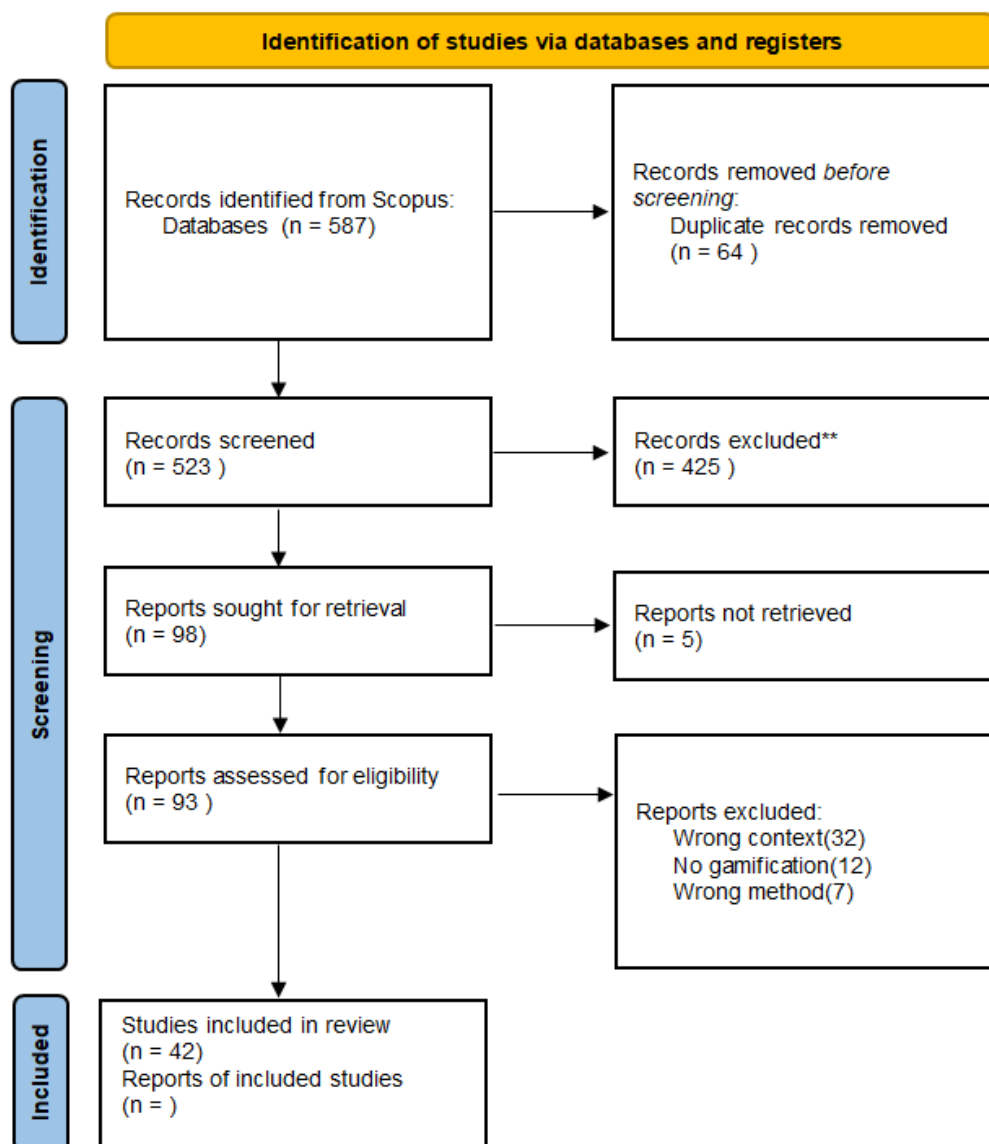 Identification of studies via databases and registers
Identification
Records identified from Scopus:
Databases (n = 587)
Records removed before
screening:
Duplicate records removed
(n = 64 )
Screening
Records screened
(n = 523 )
Records excluded**
(n = 425 )
Reports sought for retrieval
(n = 98)
Reports not retrieved
(n = 5)
Reports assessed for eligibility
(n = 93 )
Reports excluded:
Wrong context(32)
No gamification(12)
Wrong method(7)
Included
Studies included in review
(n = 42)
Reports of included studies
(n = )